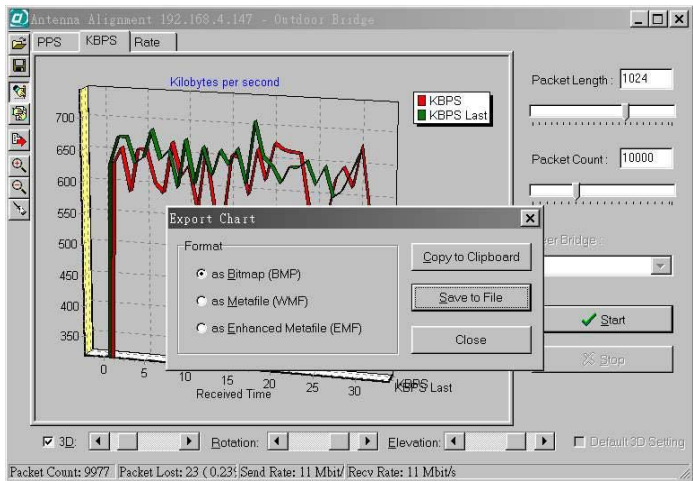 Antenna Alignment 192.168.4.147 - Outdoor Bridge
PPS KBPS Rate
Kilobytes per second
KBPS
KBPS Last
700
650
600
550
500
450
400
350
0 5 10 15 20 25 30
Received Time
KBPS Last
Packet Length : 1024
Packet Count : 10000
Start
Stop
Export Chart
Format
as Bitmap (BMP)
as Metafile (WMF)
as Enhanced Metafile (EMF)
Copy to Clipboard
Save to File
Close
3D: Rotation: Elevation: Default 3D Setting
Packet Count: 9977 Packet Lost: 23 ( 0.23% Send Rate: 11 Mbit/ Recv Rate: 11 Mbit/s